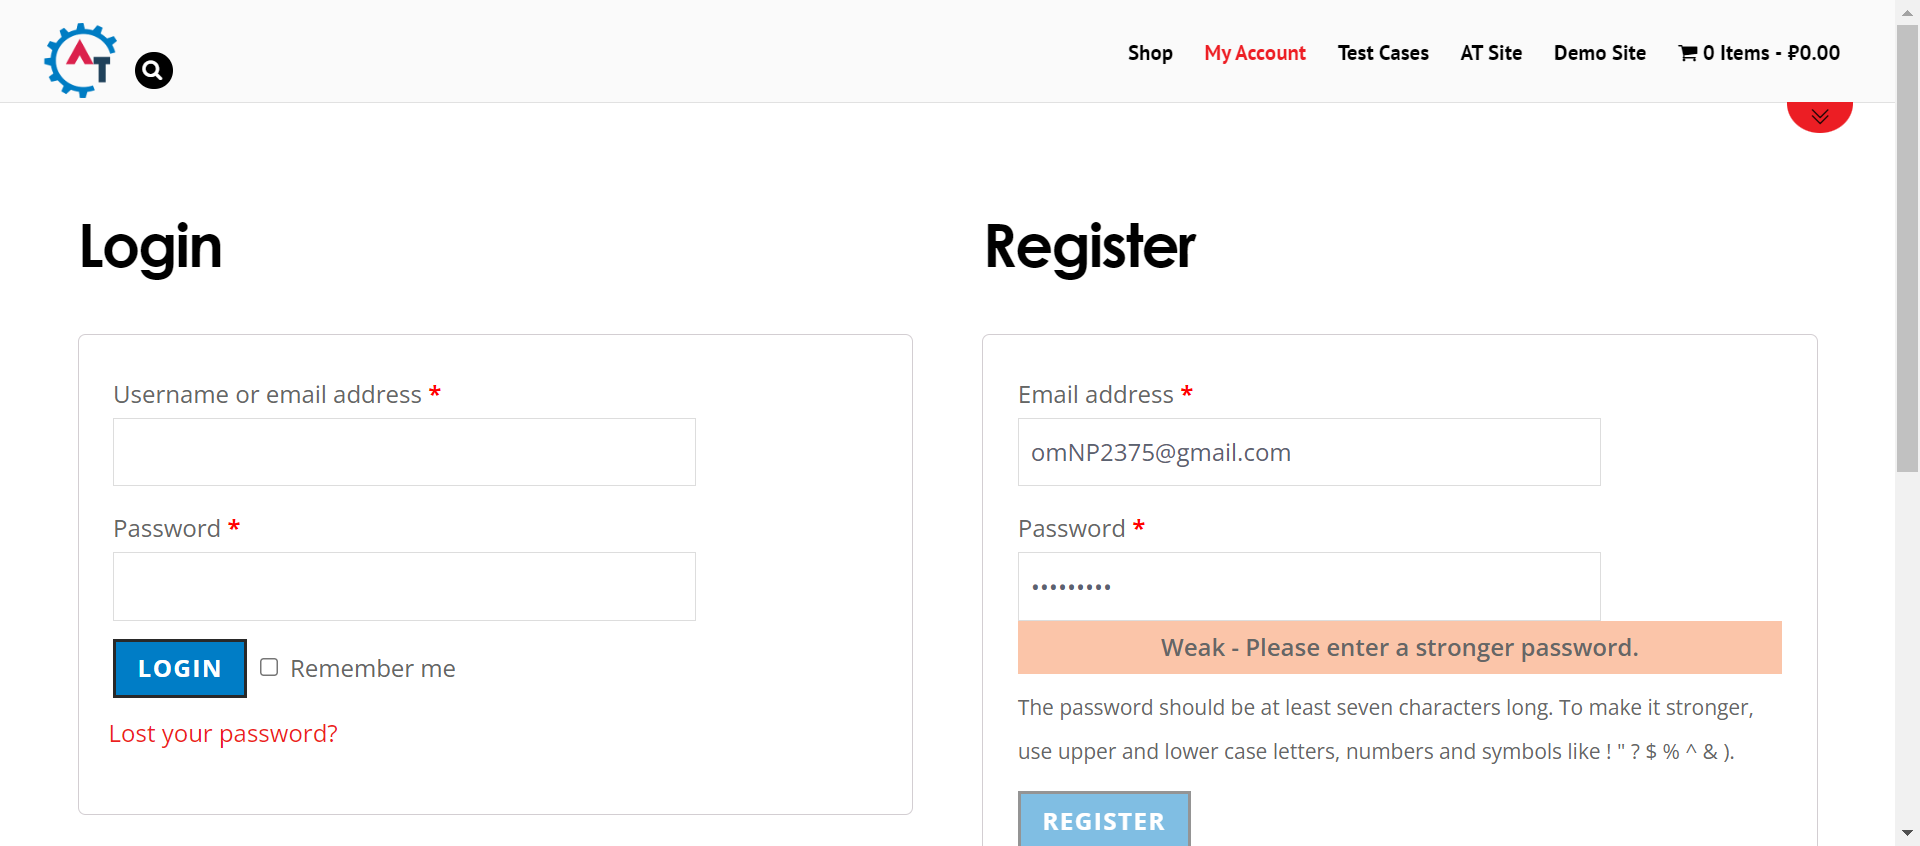 AT
Shop
My Account
Test Cases
AT Site
Demo Site
0 Items - ₽0.00
Login
Username or email address *
Password *
LOGIN
Remember me
Lost your password?
Register
Email address *
omNP2375@gmail.com
Password *
•••••••••
Weak - Please enter a stronger password.
The password should be at least seven characters long. To make it stronger,
use upper and lower case letters, numbers and symbols like ! " ? $ % ^ & ).
REGISTER